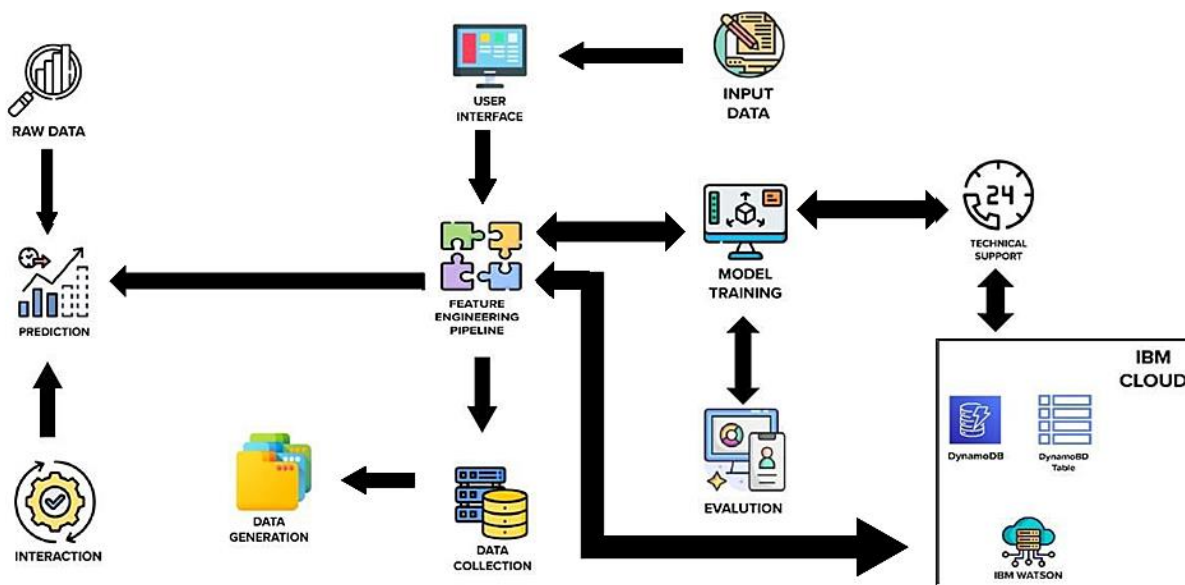 INPUT
DATA
USER
INTERFACE
RAW DATA
24
TECHNICAL
SUPPORT
MODEL
TRAINING
FEATURE
ENGINEERING
PIPELINE
PREDICTION
IBM
CLOUD
DynamoDB
DynamoBD
Table
EVALUTION
DATA
GENERATION
DATA
COLLECTION
INTERACTION
IBM WATSON